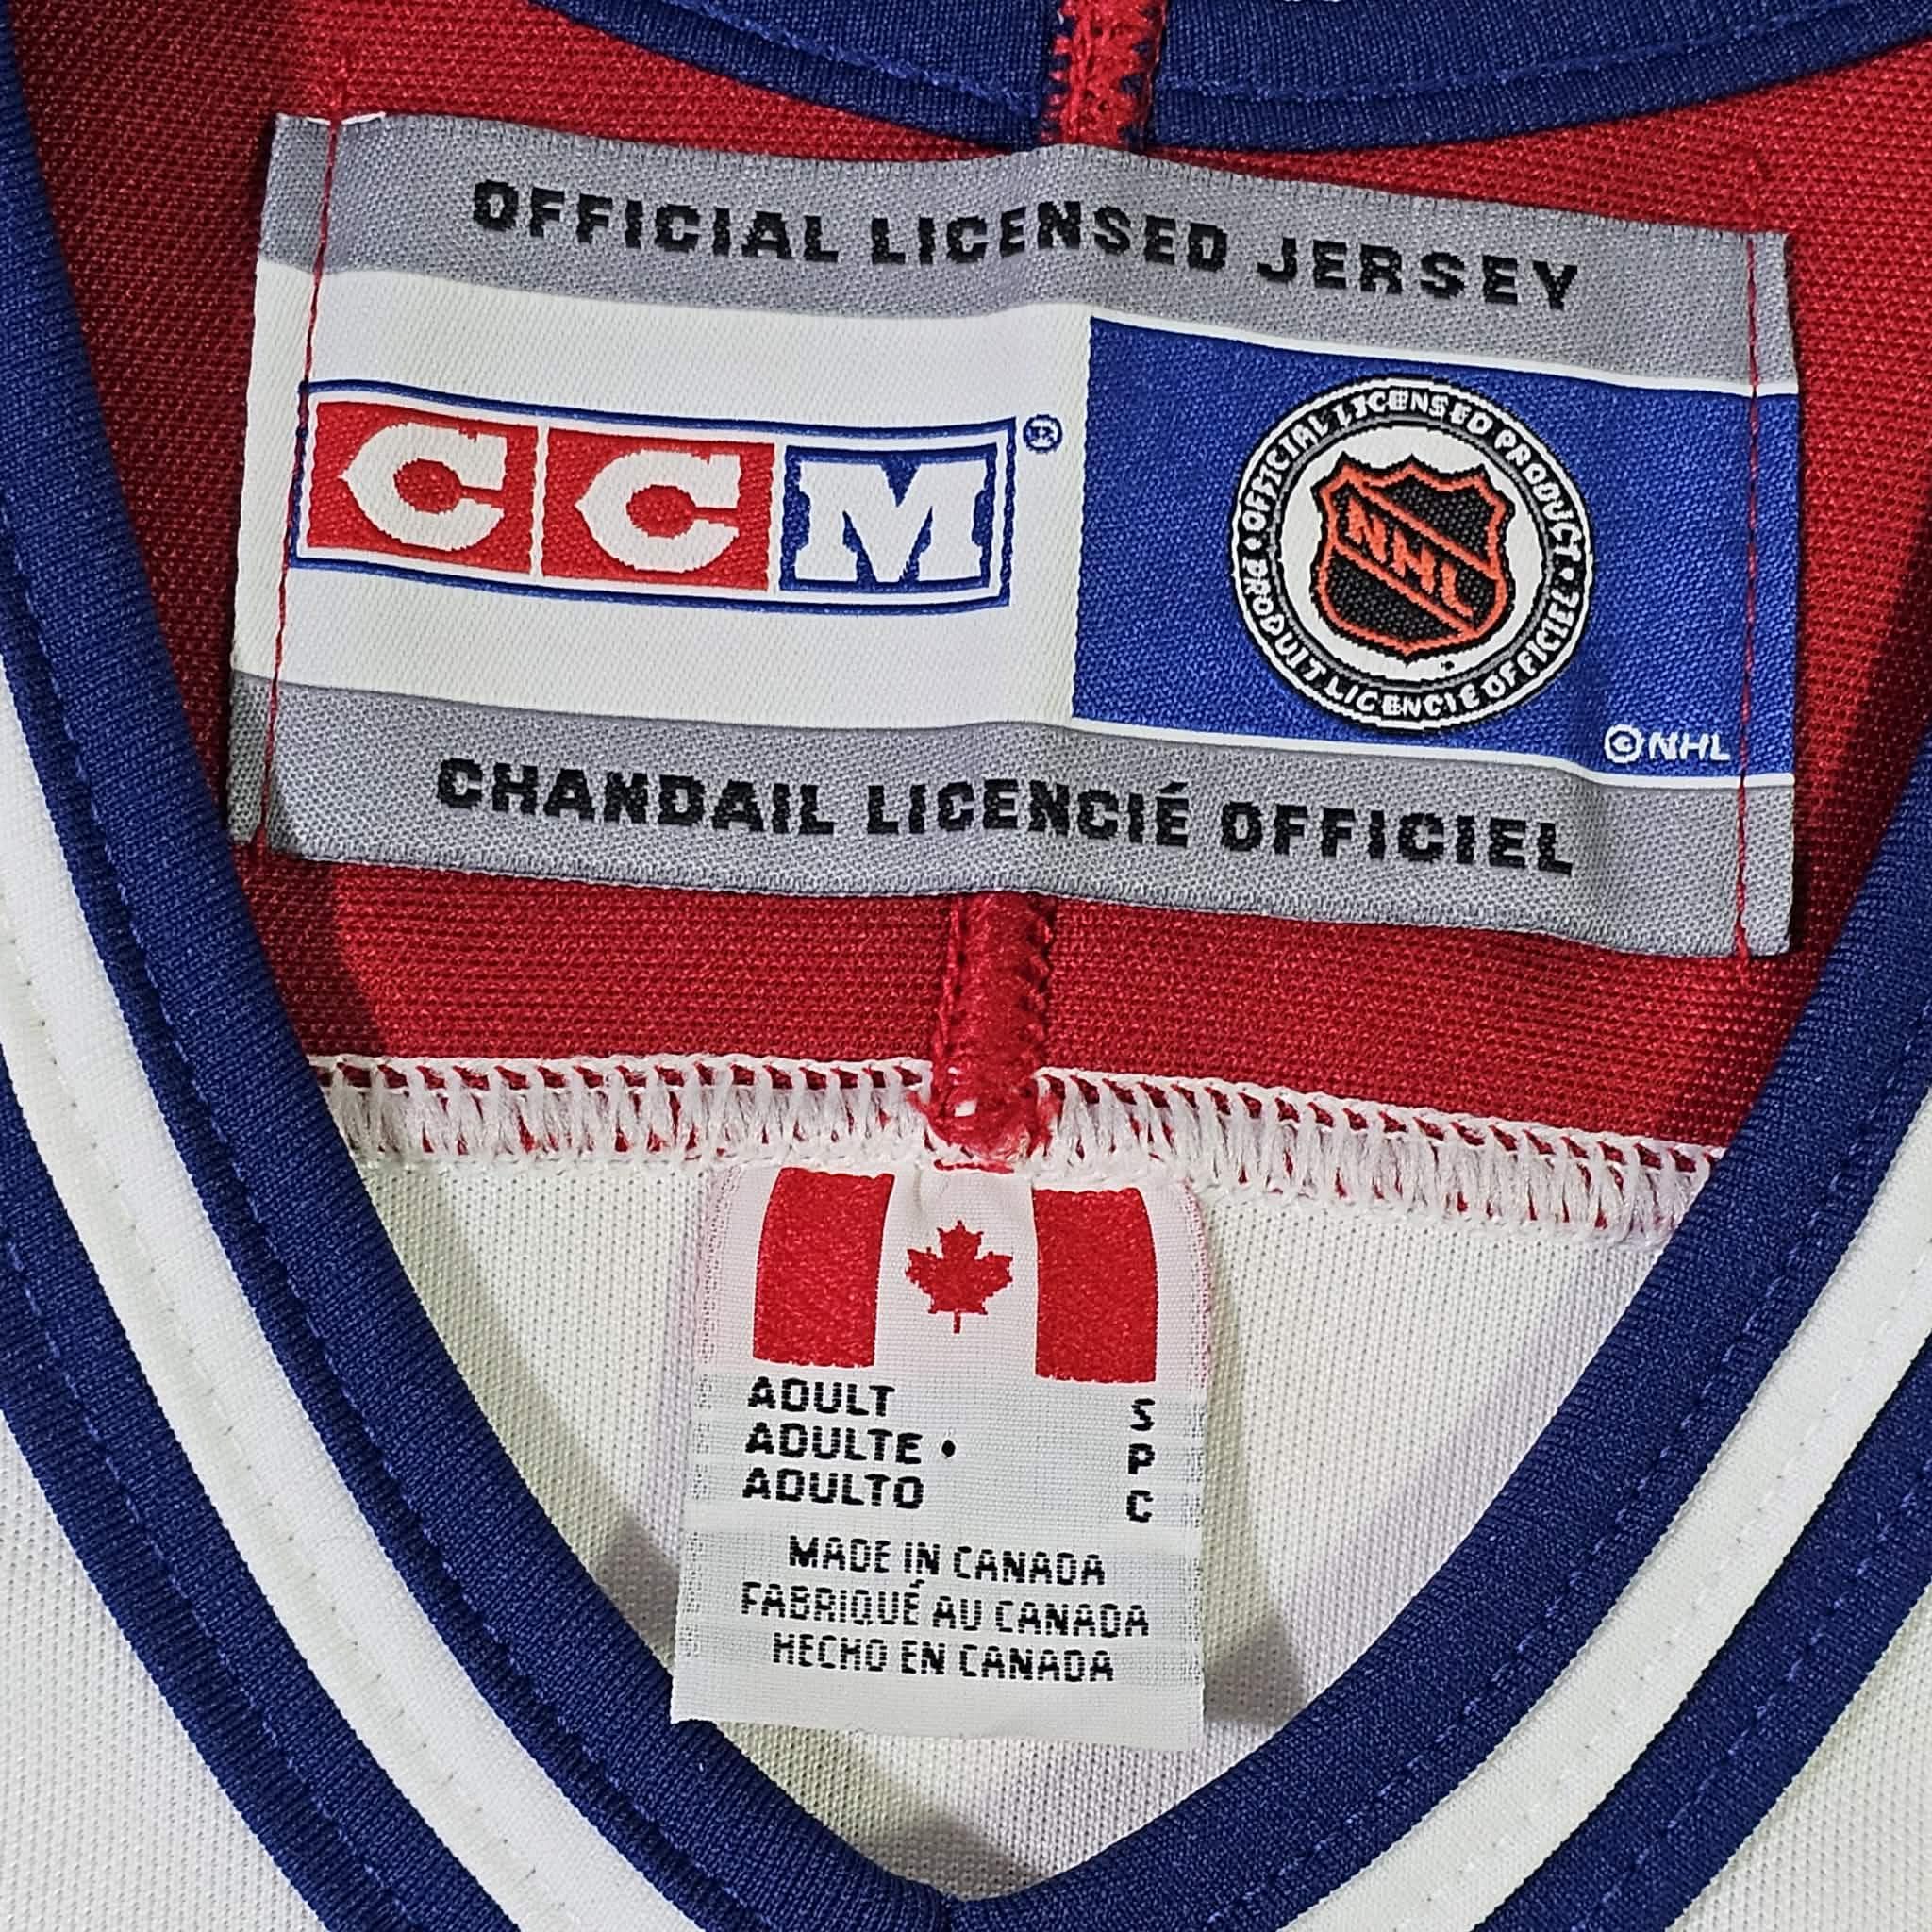 OFFICIAL LICENSED JERSEY
CCM®
OFFICIAL LICENSED PRODUCT • PRODUIT LICENCIE OFFICIEL •
NHL
©NHL
CHANDAIL LICENCIÉ OFFICIEL
ADULT S
ADULTE • P
ADULTO C
MADE IN CANADA
FABRIQUÉ AU CANADA
HECHO EN CANADA